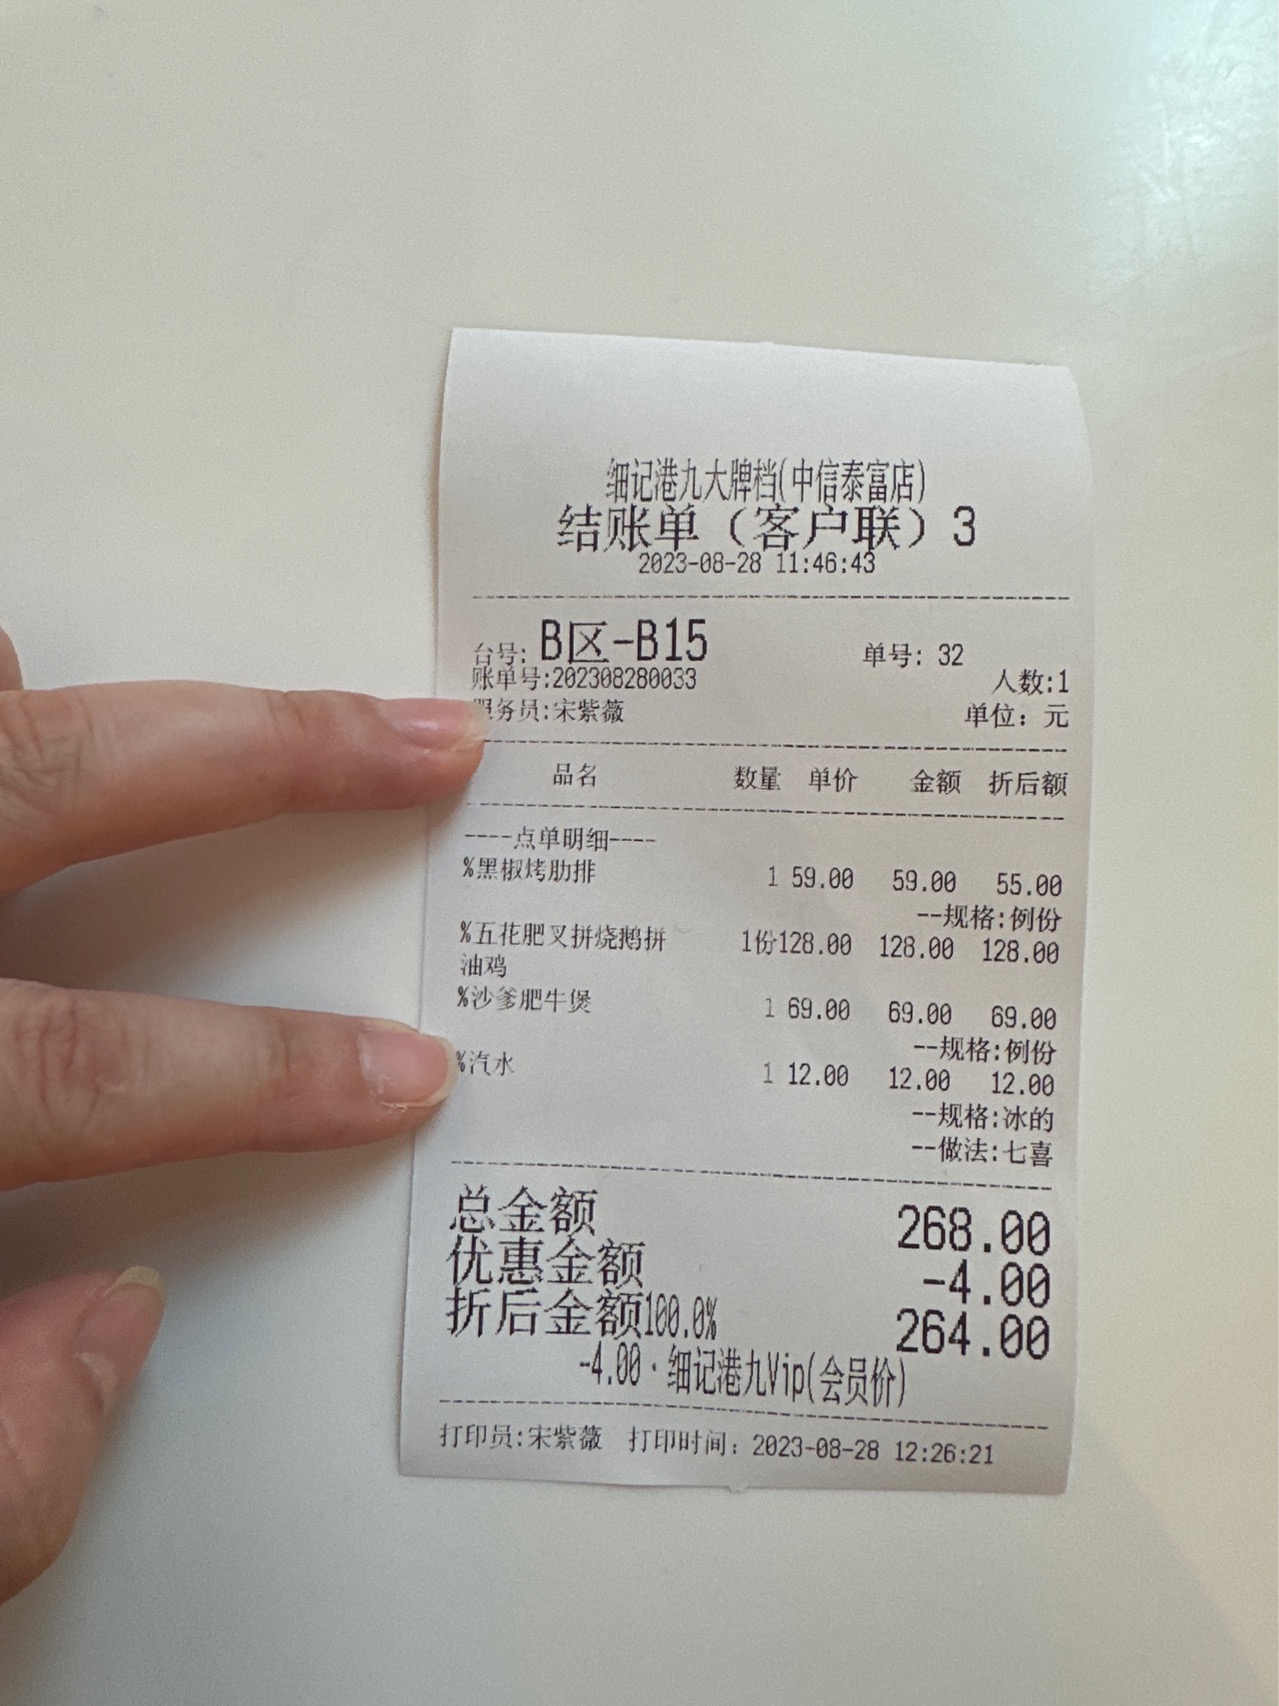 细记港九大牌档(中信泰富店)
结账单（客户联）3
2023-08-28 11:46:43
台号: B区-B15 单号: 32
账单号:202308280033 人数:1
服务员:宋紫薇 单位：元
品名 数量 单价 金额 折后额
----点单明细----
%黑椒烤肋排 1 59.00 59.00 55.00
--规格:例份
%五花肥叉拼烧鹅拼 1份128.00 128.00 128.00
油鸡
%沙爹肥牛煲 1 69.00 69.00 69.00
--规格:例份
%汽水 1 12.00 12.00 12.00
--规格:冰的
--做法:七喜
总金额 268.00
优惠金额 -4.00
折后金额100.0% 264.00
-4.00·细记港九Vip(会员价)
打印员:宋紫薇 打印时间：2023-08-28 12:26:21